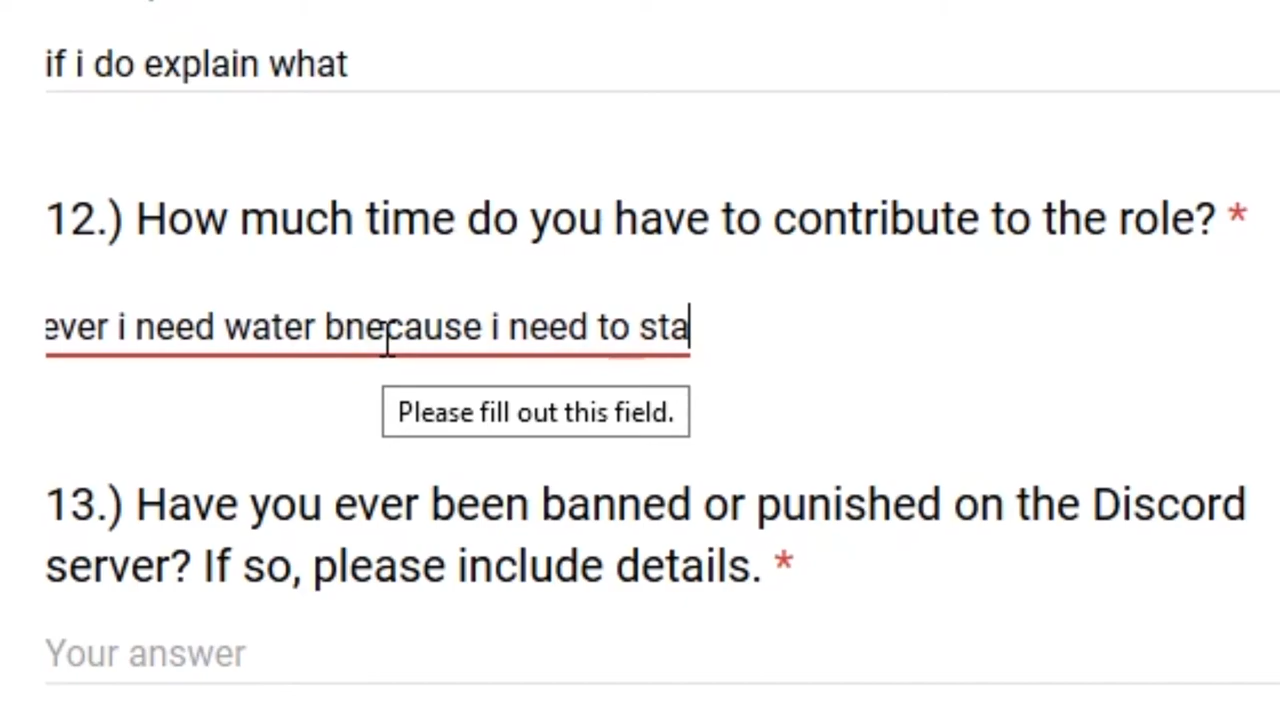 if i do explain what
12.) How much time do you have to contribute to the role? *
ever i need water bnecause i need to sta
Please fill out this field.
13.) Have you ever been banned or punished on the Discord
server? If so, please include details. *
Your answer